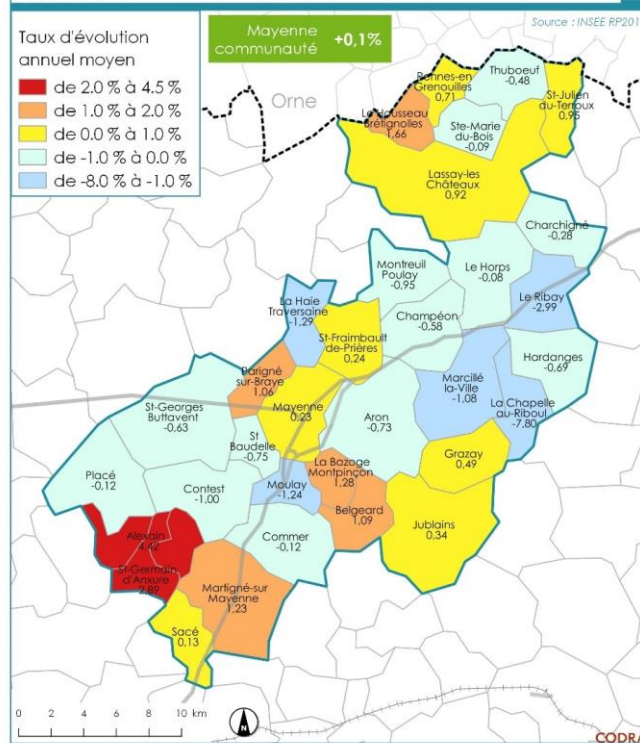 Source : INSEE RP201
Taux d'évolution
annuel moyen
de 2.0 % à 4.5 %
de 1.0 % à 2.0 %
de 0.0 % à 1.0 %
de -1.0 % à 0.0 %
de -8.0 % à -1.0 %
Mayenne
communauté
+0,1%
Orne
Rennes-en
Grenouilles
0,71
Thuboeuf
-0,48
St-Julien
du-Terroux
0,95
Le Housseau
Brétignolles
1,66
Ste-Marie
du-Bois
-0,09
Lassay-les
Châteaux
0,92
Charchigné
-0,28
Montreuil
Poulay
-0,95
Le Horps
-0,08
Le Ribay
-2,99
La Haie
Traversaine
-1,29
Champéon
-0,58
St-Fraimbault
de-Prières
0,24
Hardanges
-0,69
Parigné
sur-Braye
1,06
Marcillé
la-Ville
-1,08
La Chapelle
au-Riboul
-7,80
Mayenne
0,23
St-Georges
Buttavent
-0,63
Aron
-0,73
St
Baudelle
-0,75
Grazay
0,49
La Bazoge
Montpinçon
1,28
Placé
-0,12
Contest
-1,00
Moulay
-1,24
Belgeard
1,09
Jublains
0,34
Alexain
4,42
Commer
-0,12
St-Germain
d'Anxure
2,89
Martigné-sur
Mayenne
1,23
Sacé
0,13
0 2 4 6 8 10 km
N
CODRA